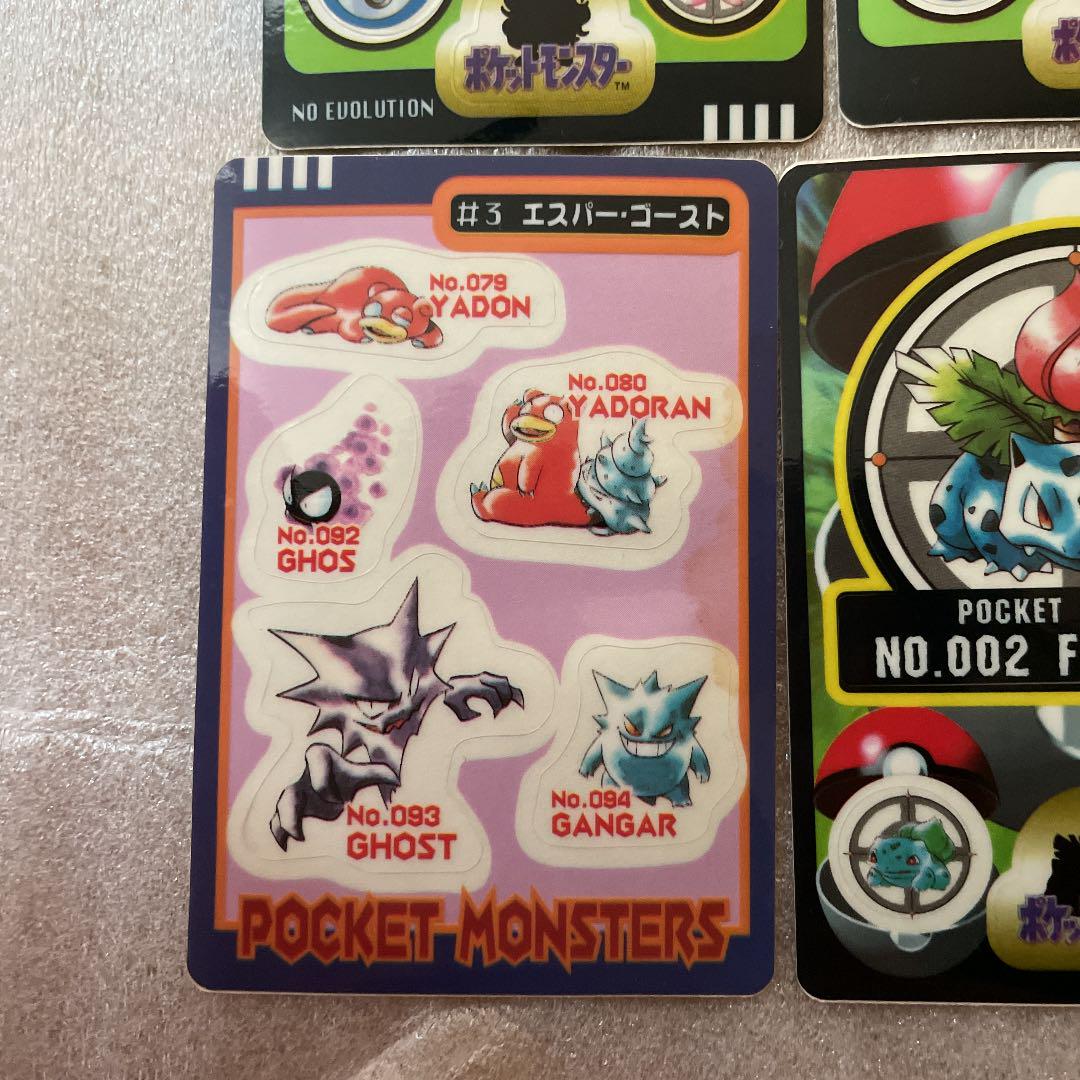 ポケットモンスター
TM
NO EVOLUTION
#3 エスパー・ゴースト
No.079
YADON
No.080
YADORAN
No.092
GHOS
No.093
GHOST
No.094
GANGAR
POCKET MONSTERS
POCKET
NO.002